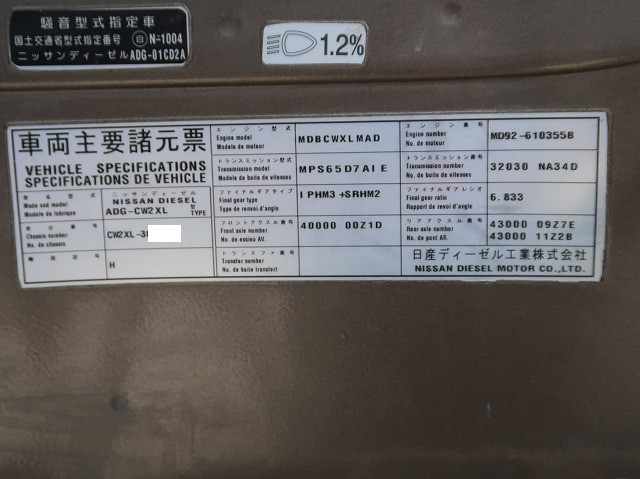 騒音型式指定車
国土交通省型式指定番号 自 N-1004
ニッサンディーゼル ADG-01CD2A
1.2%
車両主要諸元票
VEHICLE SPECIFICATIONS
SPECIFICATIONS DE VEHICLE
車名型式
Make and model
Modele de fabrique
ニッサンディーゼル
NISSAN DIESEL
ADG-CW2XL
型
TYPE
車台番号
Chassis number
No. de chassis
CW2XL-30
H
エンジン型式
Engine model
Modele de moteur
MDBCWXLMAD
トランスミッション型式
Transmission model
Modele de boite de vitesses
MPS65D7AIE
ファイナルギアタイプ
Final gear type
Type de renvoi d'angle
IPHM3+SRHM2
フロントアクスル番号
Front axle number
No. de essieu AV.
40000 00Z1D
トランスファ番号
Transfer number
No. de boite transfert
エンジン番号
Engine number
No. de moteur
MD92-610355B
トランスミッション番号
Transmission number
No. de boite de vitesses
32030 NA34D
ファイナルギアレシオ
Final gear ratio
Rapport de renvoi d'angle
6.833
リアアクスル番号
Rear axle number
No. de pont AR.
43000 09Z7E
43000 11Z2B
日産ディーゼル工業株式会社
NISSAN DIESEL MOTOR CO.,LTD.